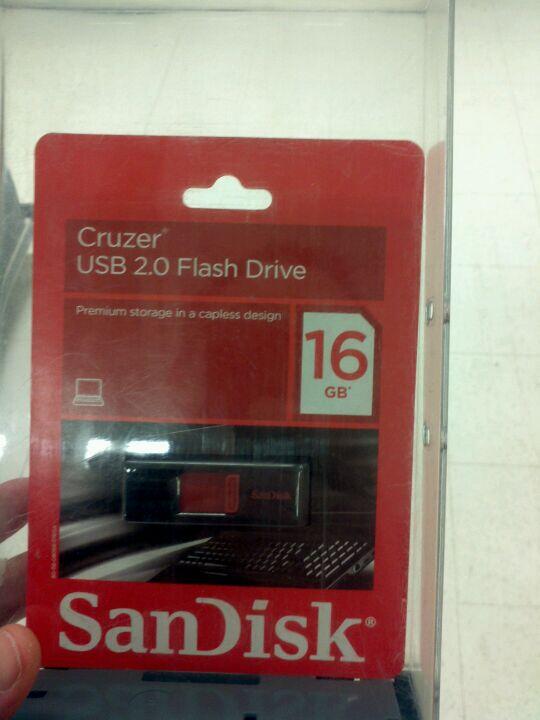 Cruzer®
USB 2.0 Flash Drive
Premium storage in a capless design
16
GB*
SanDisk
SanDisk®